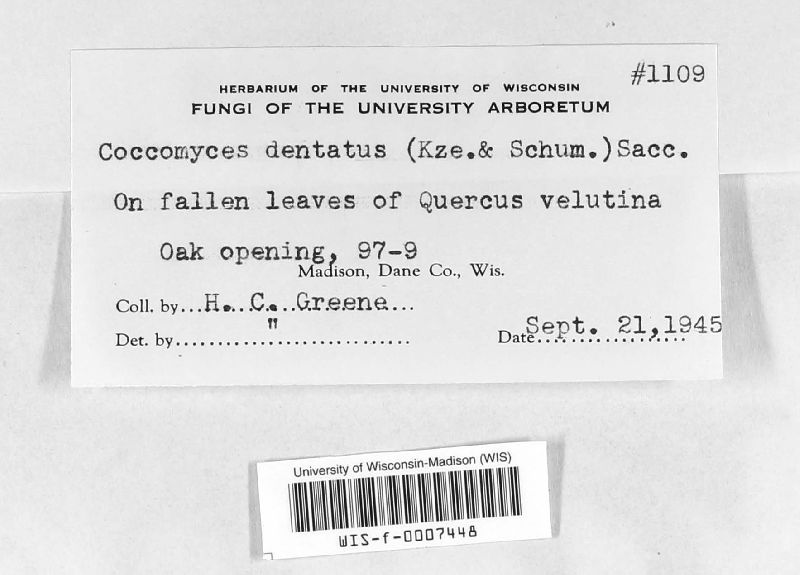 #1109
HERBARIUM OF THE UNIVERSITY OF WISCONSIN
FUNGI OF THE UNIVERSITY ARBORETUM
Coccomyces dentatus (Kze.& Schum.)Sacc.
On fallen leaves of Quercus velutina
Oak opening, 97-9
Madison, Dane Co., Wis.
Coll. by...H...C...Greene...
Det. by............"................ Date Sept. 21,1945
University of Wisconsin-Madison (WIS)
WIS-f-0007448